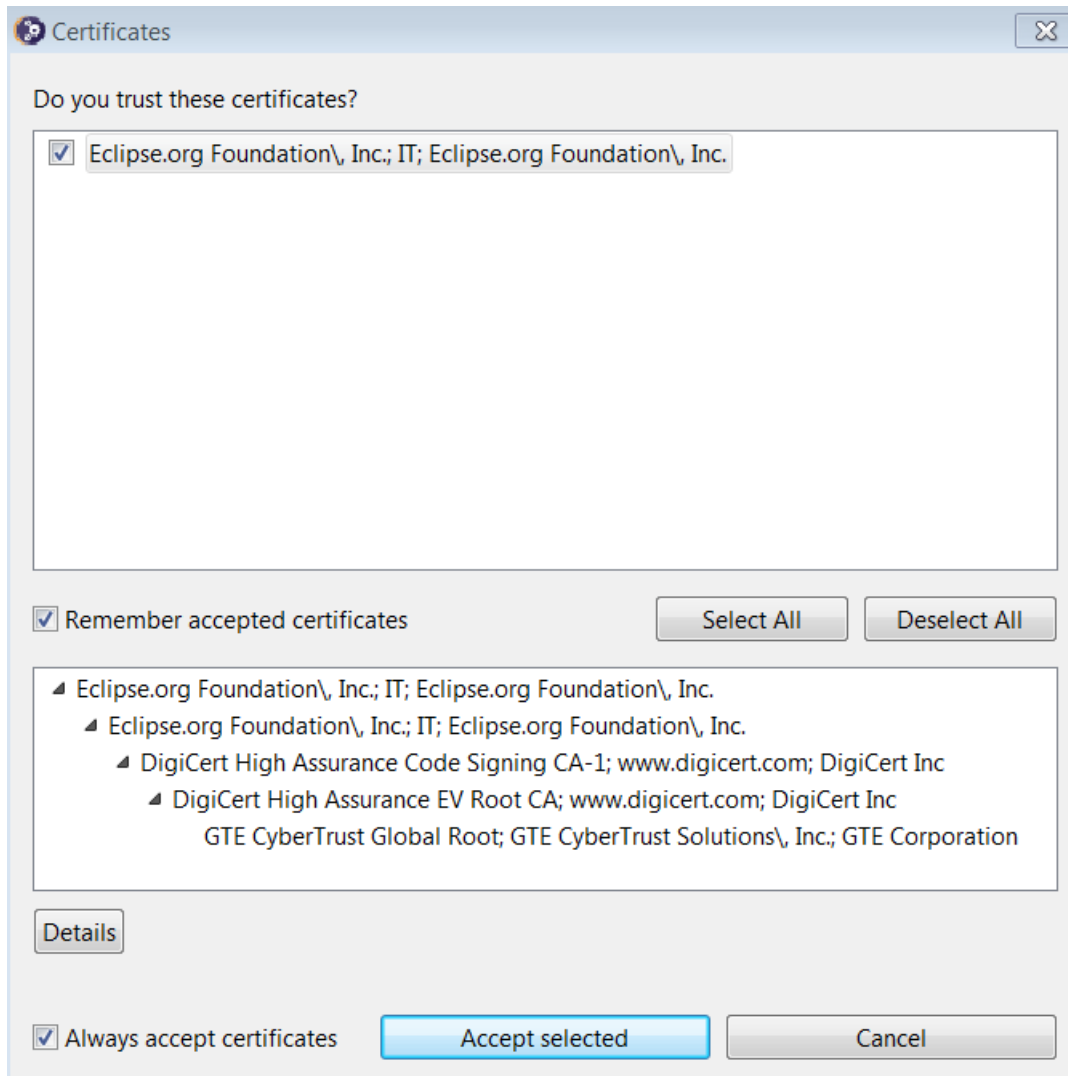 Certificates
Do you trust these certificates?
Eclipse.org Foundation\, Inc.; IT; Eclipse.org Foundation\, Inc.
Remember accepted certificates
Select All
Deselect All
Eclipse.org Foundation\, Inc.; IT; Eclipse.org Foundation\, Inc.
Eclipse.org Foundation\, Inc.; IT; Eclipse.org Foundation\, Inc.
DigiCert High Assurance Code Signing CA-1; www.digicert.com; DigiCert Inc
DigiCert High Assurance EV Root CA; www.digicert.com; DigiCert Inc
GTE CyberTrust Global Root; GTE CyberTrust Solutions\, Inc.; GTE Corporation
Details
Always accept certificates
Accept selected
Cancel